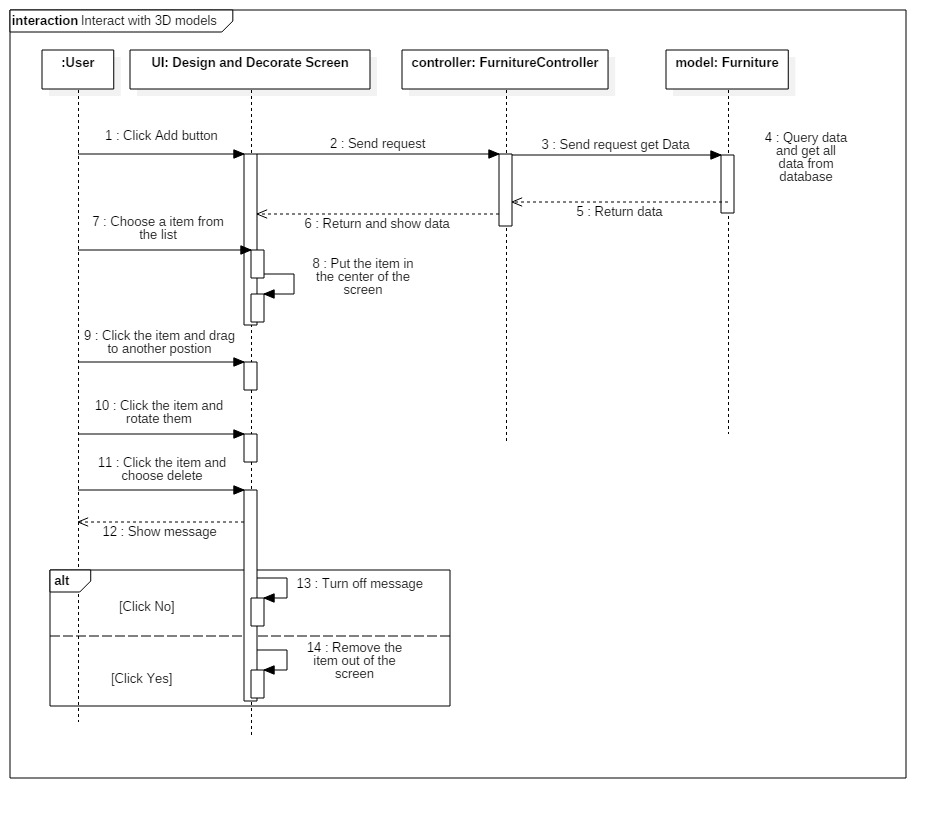 interaction Interact with 3D models
:User
UI: Design and Decorate Screen
controller: FurnitureController
model: Furniture
1 : Click Add button
2 : Send request
3 : Send request get Data
4 : Query data
and get all
data from
database
5 : Return data
6 : Return and show data
7 : Choose a item from
the list
8 : Put the item in
the center of the
screen
9 : Click the item and drag
to another postion
10 : Click the item and
rotate them
11 : Click the item and
choose delete
12 : Show message
alt
13 : Turn off message
[Click No]
14 : Remove the
item out of the
screen
[Click Yes]